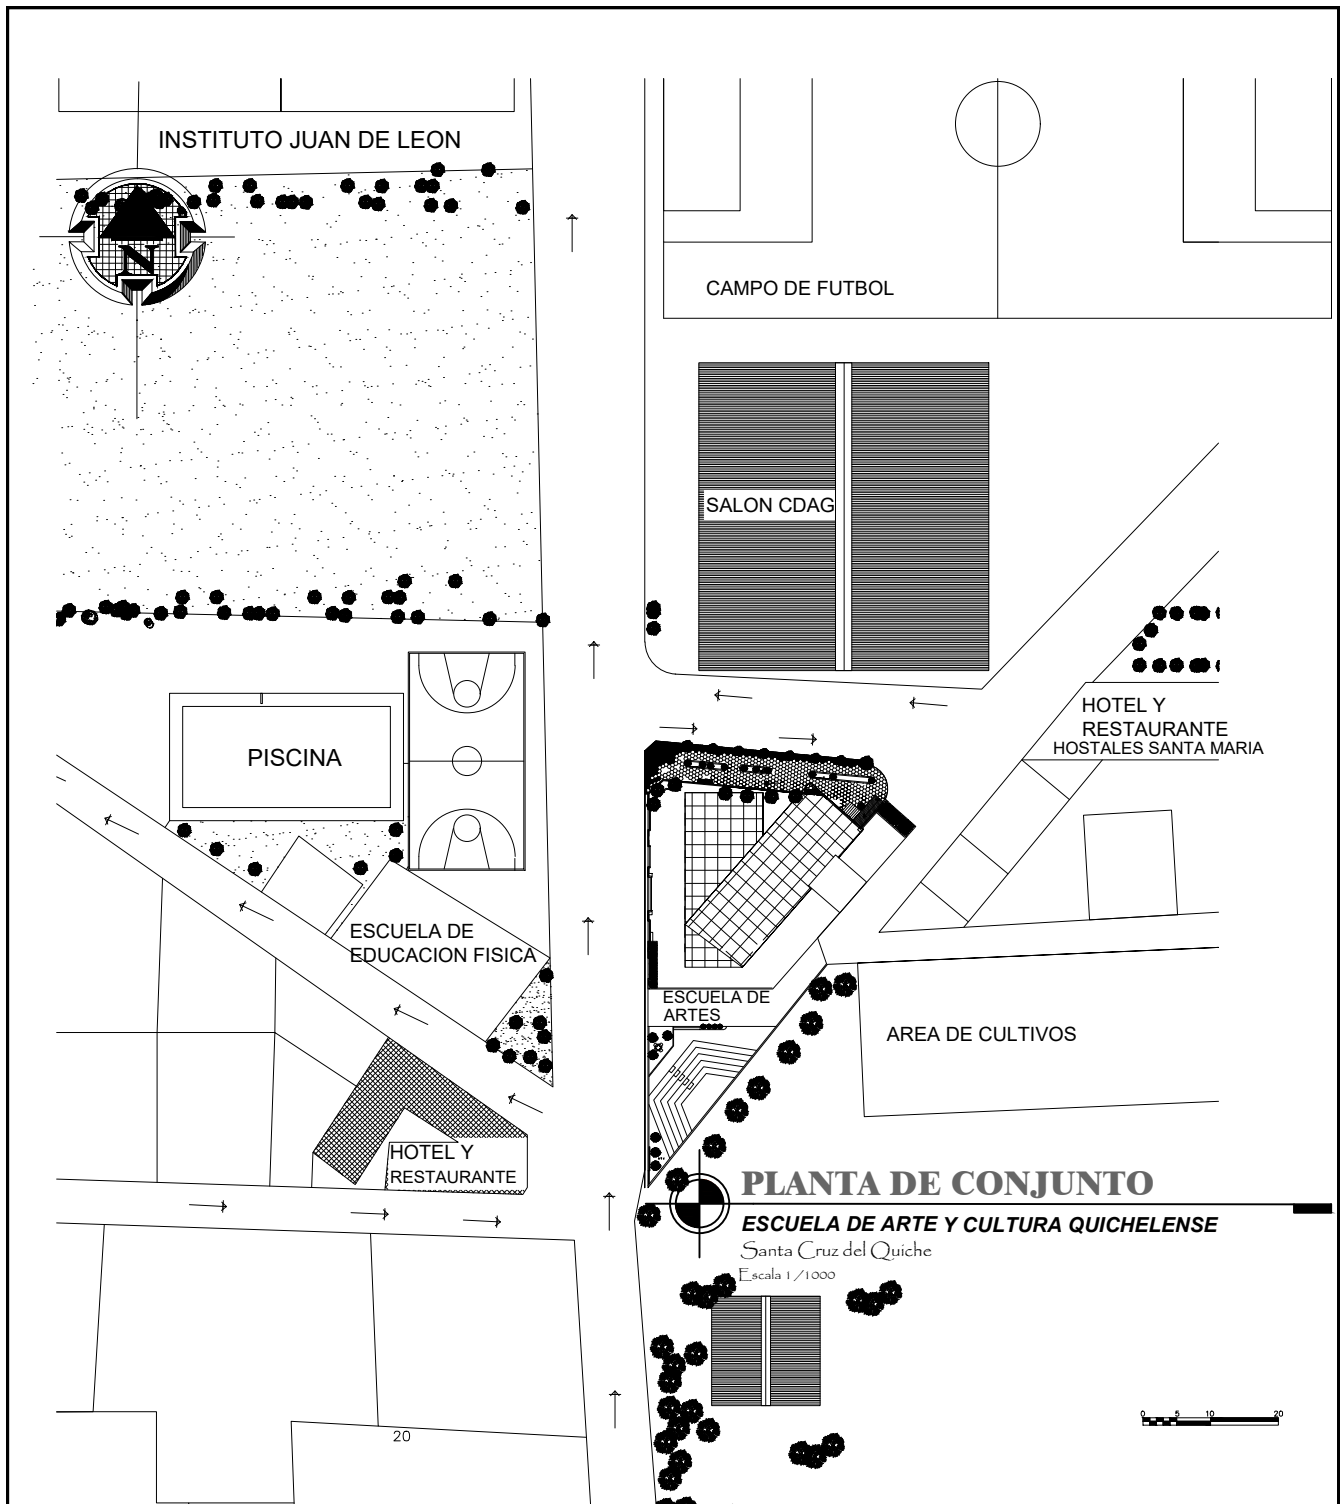 INSTITUTO JUAN DE LEON
N
CAMPO DE FUTBOL
SALON CDAG
HOTEL Y
RESTAURANTE
HOSTALES SANTA MARIA
PISCINA
ESCUELA DE
EDUCACION FISICA
ESCUELA DE
ARTES
AREA DE CULTIVOS
HOTEL Y
RESTAURANTE
PLANTA DE CONJUNTO
ESCUELA DE ARTE Y CULTURA QUICHELENSE
Santa Cruz del Quiche
Escala 1/1000
0 5 10 20
20